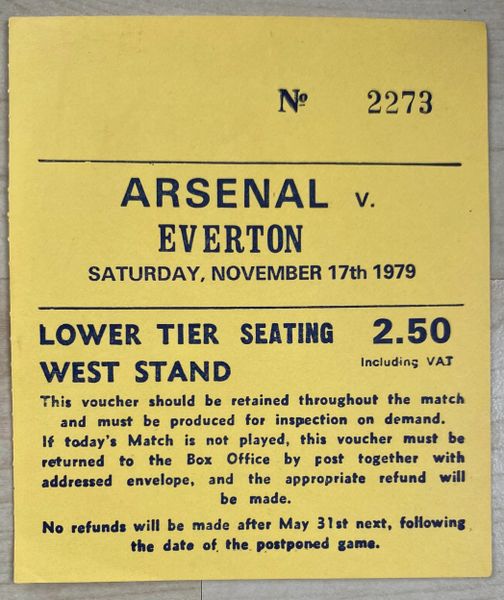 Nº 2273
ARSENAL v.
EVERTON
SATURDAY, NOVEMBER 17th 1979
LOWER TIER SEATING 2.50
Including VAT
WEST STAND
This voucher should be retained throughout the match
and must be produced for inspection on demand.
If today's Match is not played, this voucher must be
returned to the Box Office by post together with
addressed envelope, and the appropriate refund will
be made.
No refunds will be made after May 31st next, following
the date of the postponed game.